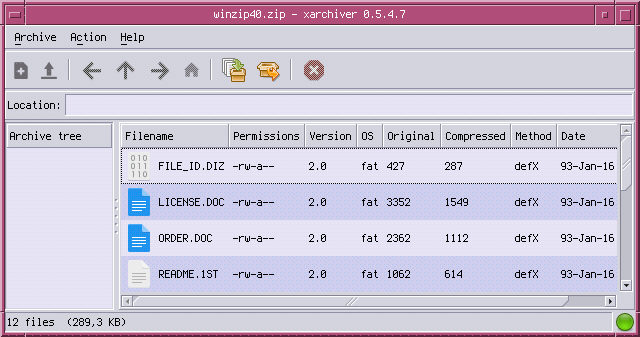 winzip40.zip - xarchiver 0.5.4.7
Archive Action Help
Location:
Archive tree
Filename Permissions Version OS Original Compressed Method Date
010
011
110
FILE_ID.DIZ -rw-a-- 2.0 fat 427 287 defX 93-Jan-16
LICENSE.DOC -rw-a-- 2.0 fat 3352 1549 defX 93-Jan-16
ORDER.DOC -rw-a-- 2.0 fat 2362 1112 defX 93-Jan-16
README.1ST -rw-a-- 2.0 fat 1062 614 defX 93-Jan-16
12 files (289,3 KB)